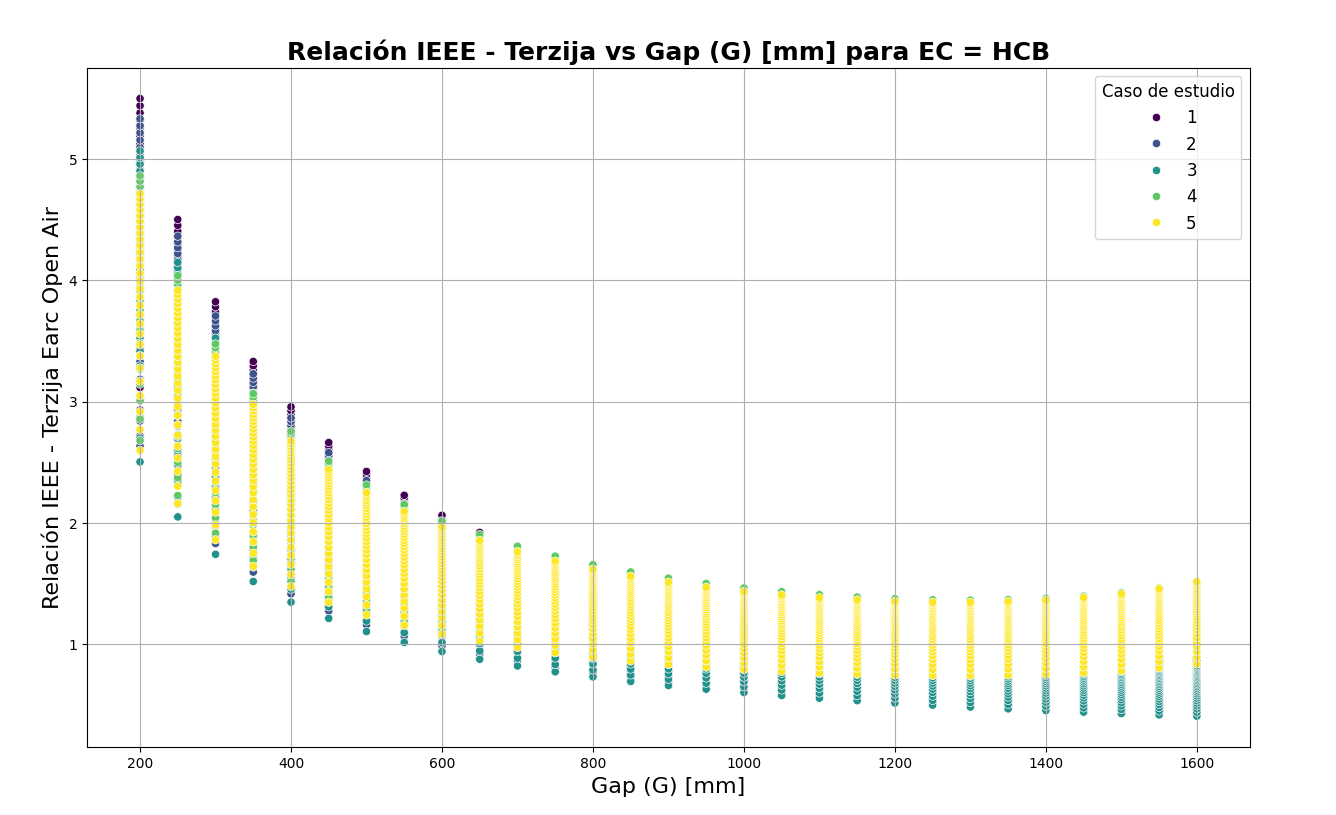 Relación IEEE - Terzija vs Gap (G) [mm] para EC = HCB
Relación IEEE - Terzija Earc Open Air
5
4
3
2
1
Caso de estudio
1
2
3
4
5
200 400 600 800 1000 1200 1400 1600
Gap (G) [mm]